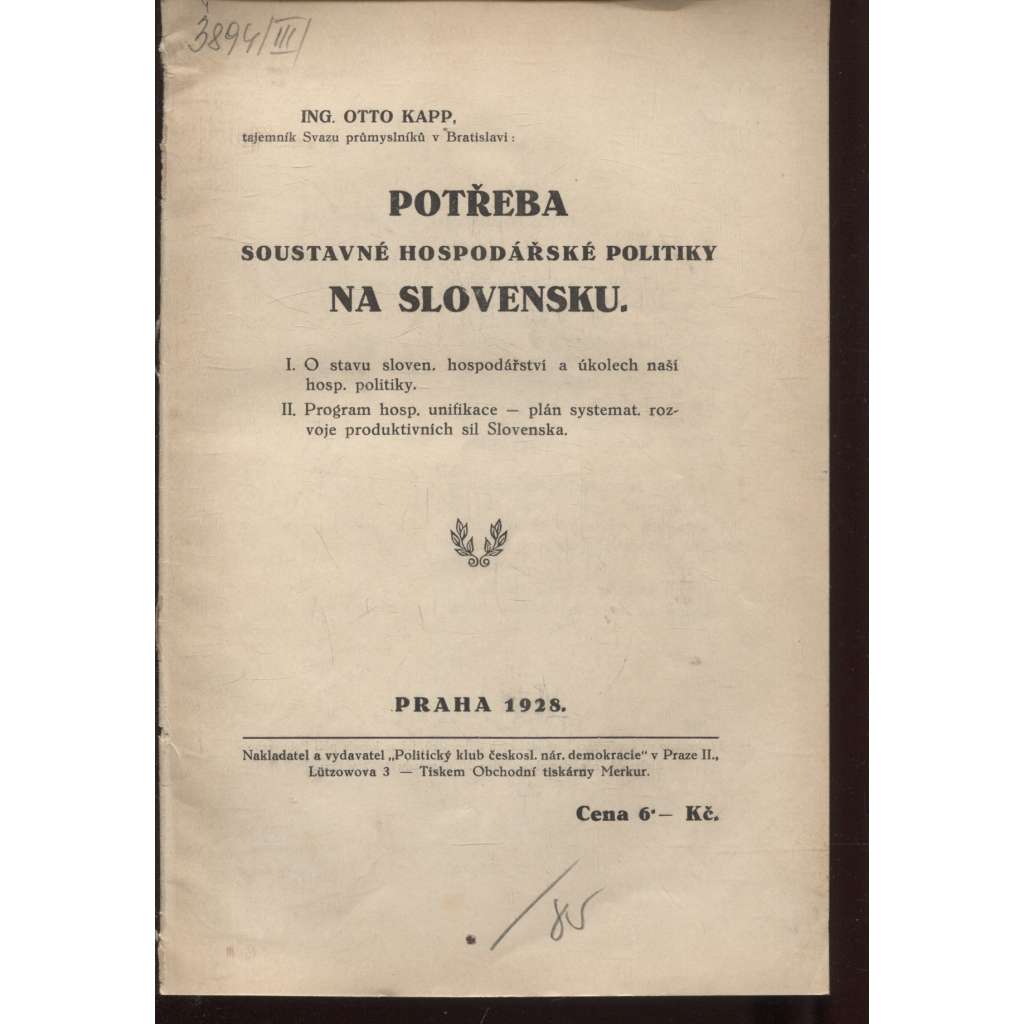 3894/III/
ING. OTTO KAPP,
tajemník Svazu průmyslníků v Bratislavi:
POTŘEBA
SOUSTAVNÉ HOSPODÁŘSKÉ POLITIKY
NA SLOVENSKU.
I. O stavu sloven. hospodářství a úkolech naší
hosp. politiky.
II. Program hosp. unifikace — plán systemat. roz-
voje produktivních sil Slovenska.
PRAHA 1928.
Nakladatel a vydavatel „Politický klub českosl. nár. demokracie“ v Praze II.,
Lützowova 3 — Tiskem Obchodní tiskárny Merkur.
Cena 6·— Kč.